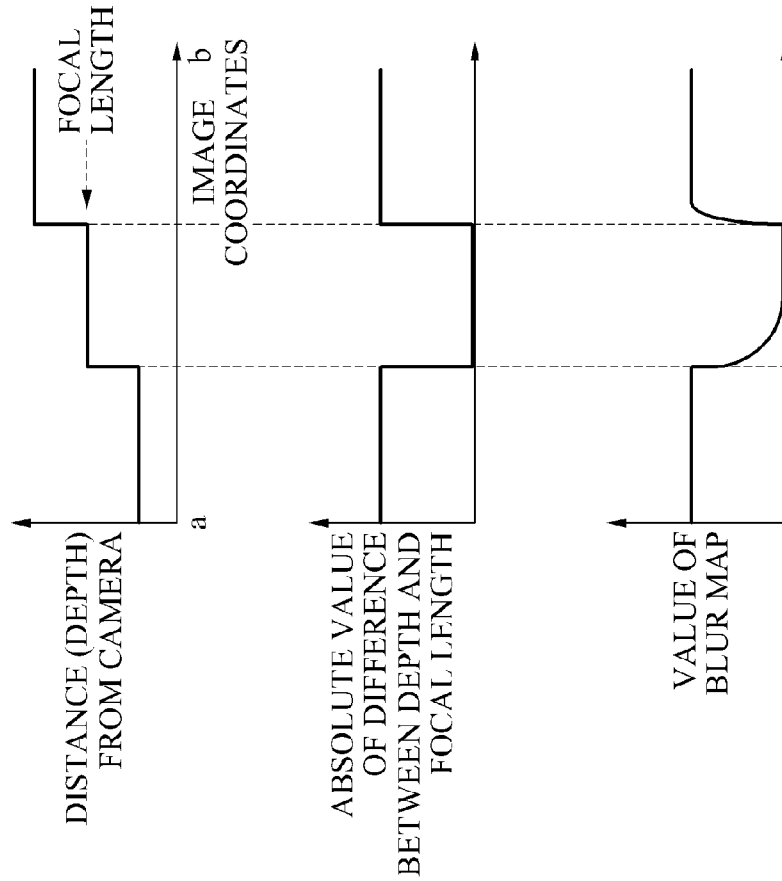 DISTANCE (DEPTH)
FROM CAMERA
FOCAL
LENGTH
a
IMAGE
COORDINATES
b
ABSOLUTE VALUE
OF DIFFERENCE
BETWEEN DEPTH AND
FOCAL LENGTH
VALUE OF
BLUR MAP